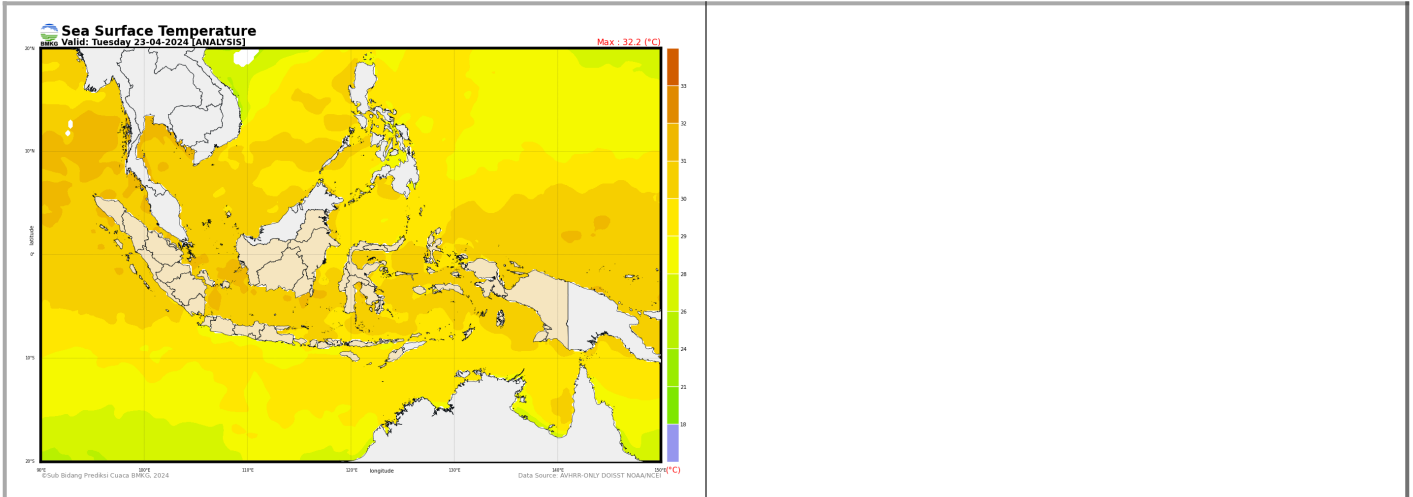 Sea Surface Temperature
BMKG Valid: Tuesday 23-04-2024 [ANALYSIS]
Max : 32.2 (°C)
20°N
10°N
0°
10°S
20°S
latitude
90°E 100°E 110°E 120°E 130°E 140°E 150°E
longitude
33
32
31
30
29
28
26
24
21
18
(°C)
©Sub Bidang Prediksi Cuaca BMKG, 2024
Data Source: AVHRR-ONLY DOISST NOAA/NCEI